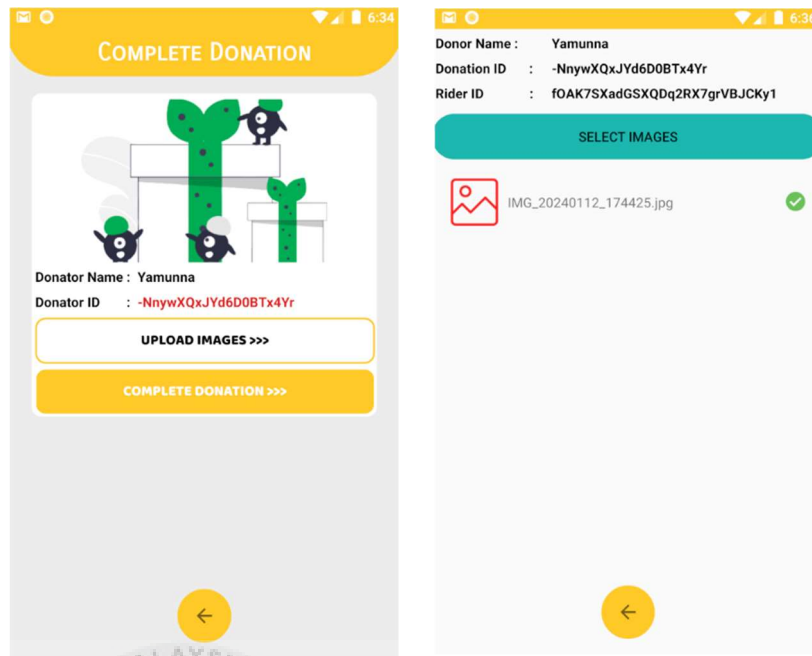 6:34
COMPLETE DONATION
Donator Name : Yamunna
Donator ID : -NnywXQxJYd6D0BTx4Yr
UPLOAD IMAGES >>>
COMPLETE DONATION >>>
Donor Name : Yamunna
Donation ID : -NnywXQxJYd6D0BTx4Yr
Rider ID : fOAK7SXadGSXQDq2RX7grVBJCKy1
SELECT IMAGES
IMG_20240112_174425.jpg